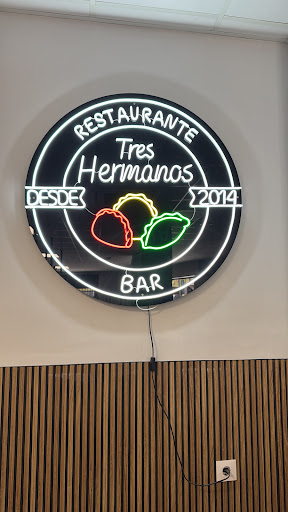 RESTAURANTE
Tres
Hermanos
DESDE 2014
BAR